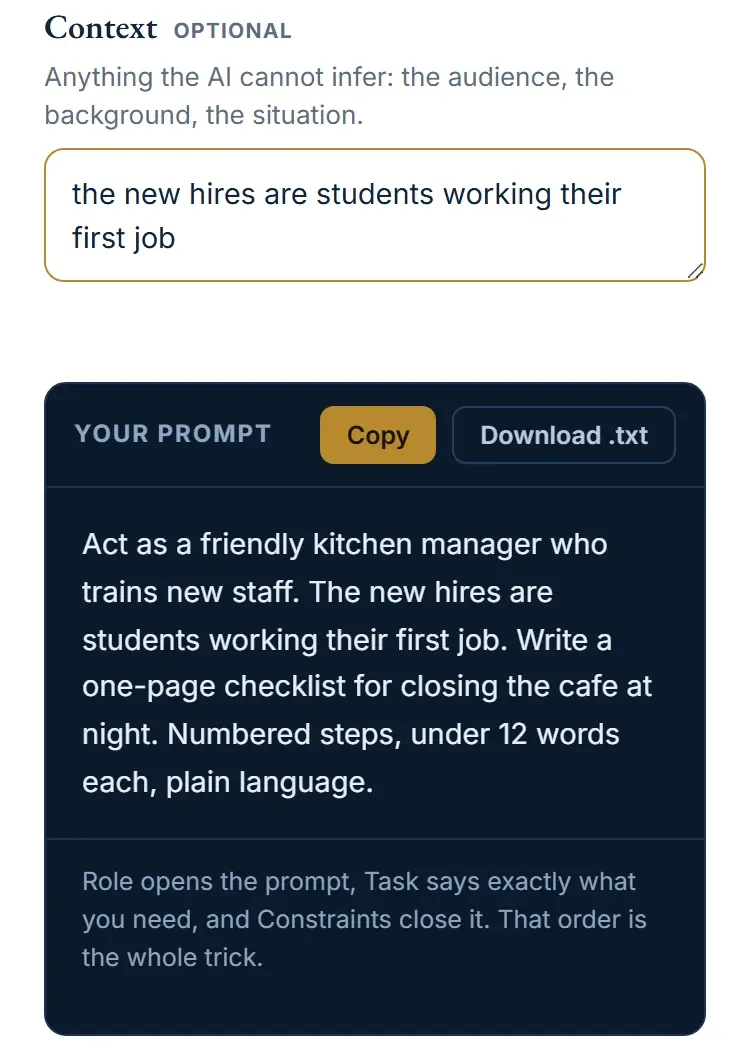 Context OPTIONAL
Anything the AI cannot infer: the audience, the
background, the situation.
the new hires are students working their
first job
YOUR PROMPT Copy Download .txt
Act as a friendly kitchen manager who
trains new staff. The new hires are
students working their first job. Write a
one-page checklist for closing the cafe at
night. Numbered steps, under 12 words
each, plain language.
Role opens the prompt, Task says exactly what
you need, and Constraints close it. That order is
the whole trick.